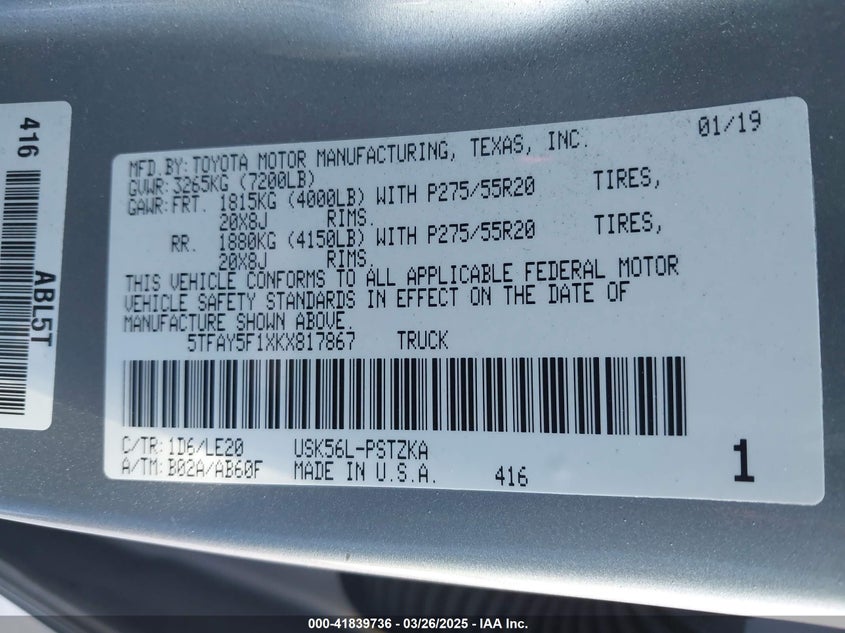 416
ABL5T
MFD.BY:TOYOTA MOTOR MANUFACTURING, TEXAS, INC. 01/19
GVWR:3265KG (7200LB)
GAWR:FRT. 1815KG (4000LB) WITH P275/55R20 TIRES,
20X8J RIMS.
RR. 1880KG (4150LB) WITH P275/55R20 TIRES,
20X8J RIMS.
THIS VEHICLE CONFORMS TO ALL APPLICABLE FEDERAL MOTOR
VEHICLE SAFETY STANDARDS IN EFFECT ON THE DATE OF
MANUFACTURE SHOWN ABOVE.
5TFAY5F1XKX817867 TRUCK
C/TR:1D6/LE20 USK56L-PSTZKA
A/TM:B02A/AB60F MADE IN U.S.A. 416 1
000-41839736 - 03/26/2025 - IAA Inc.